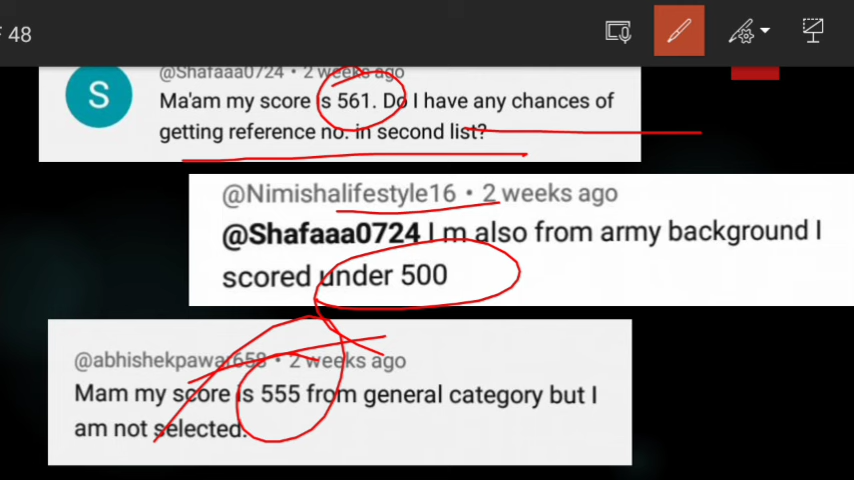 48
S
@Shafaaa0724 • 2 weeks ago
Ma'am my score is 561. Do I have any chances of
getting reference no. in second list?
@Nimishalifestyle16 • 2 weeks ago
@Shafaaa0724 I m also from army background I
scored under 500
@abhishekpawar658 • 2 weeks ago
Mam my score is 555 from general category but I
am not selected.